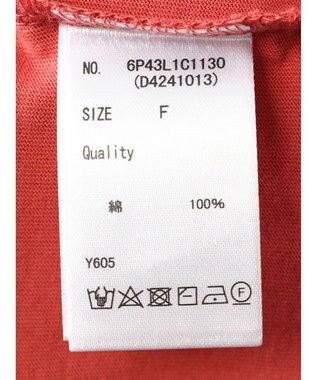 NO. 6P43L1C1130
(D4241013)
SIZE F
Quality
綿 100%
Y605
F